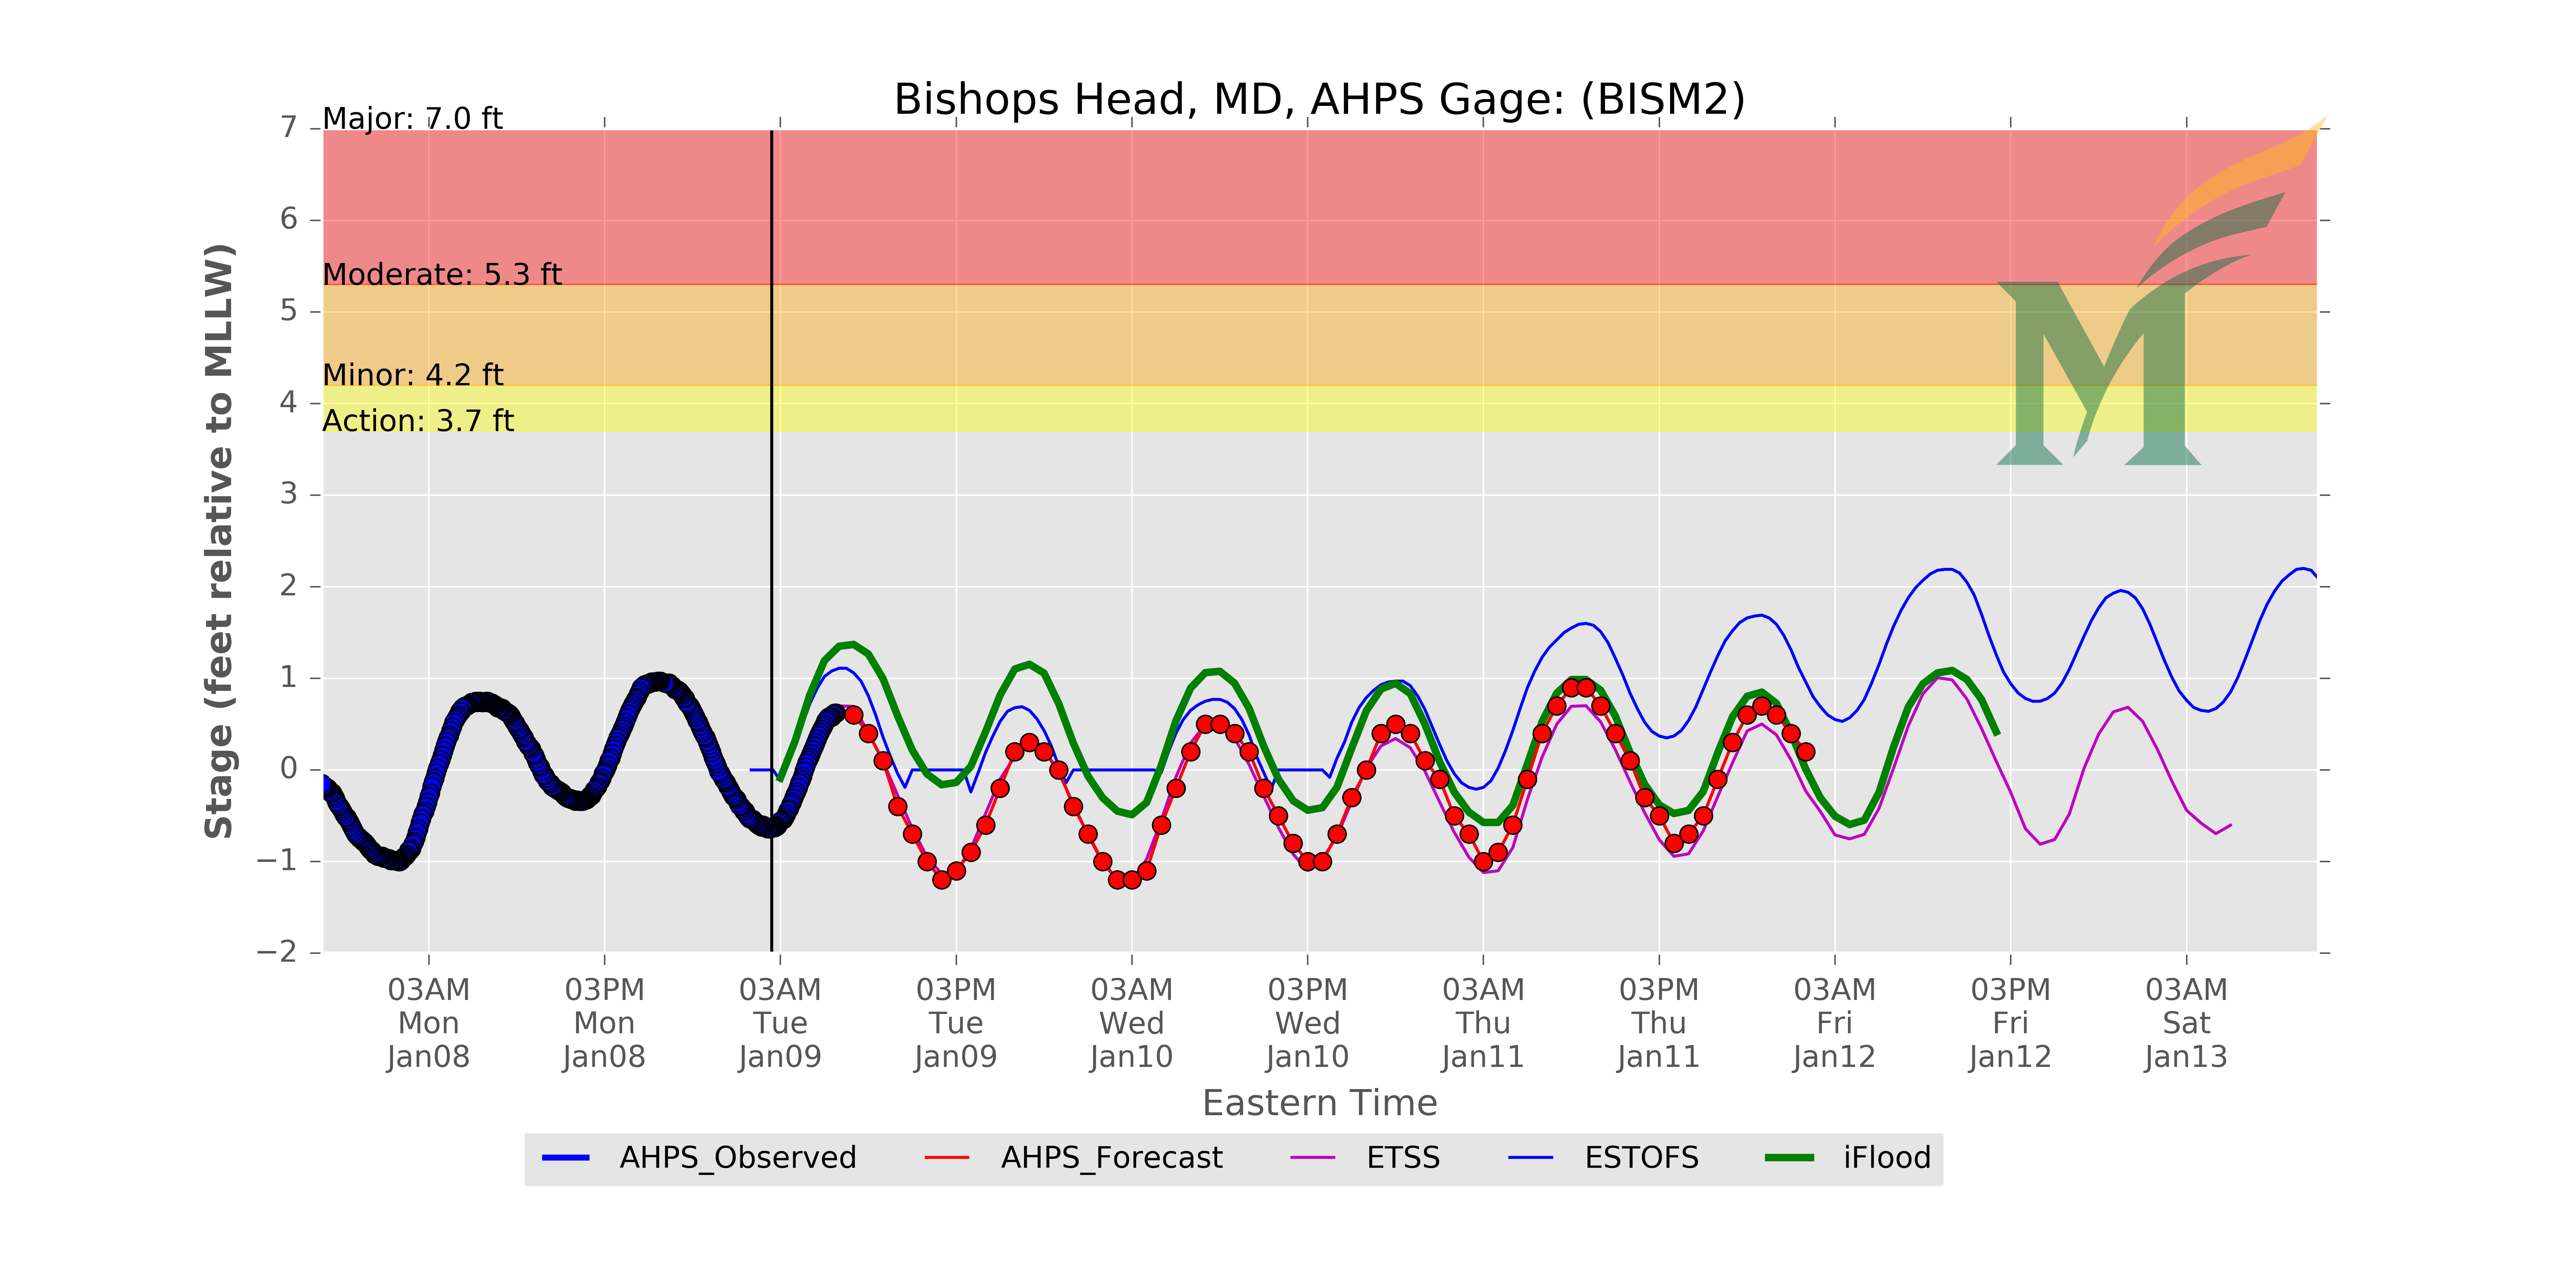 Bishops Head, MD, AHPS Gage: (BISM2)
Major: 7.0 ft
Moderate: 5.3 ft
Minor: 4.2 ft
Action: 3.7 ft
Stage (feet relative to MLLW)
7
6
5
4
3
2
1
0
−1
−2
03AM Mon Jan08
03PM Mon Jan08
03AM Tue Jan09
03PM Tue Jan09
03AM Wed Jan10
03PM Wed Jan10
03AM Thu Jan11
03PM Thu Jan11
03AM Fri Jan12
03PM Fri Jan12
03AM Sat Jan13
Eastern Time
AHPS_Observed AHPS_Forecast ETSS ESTOFS iFlood
M